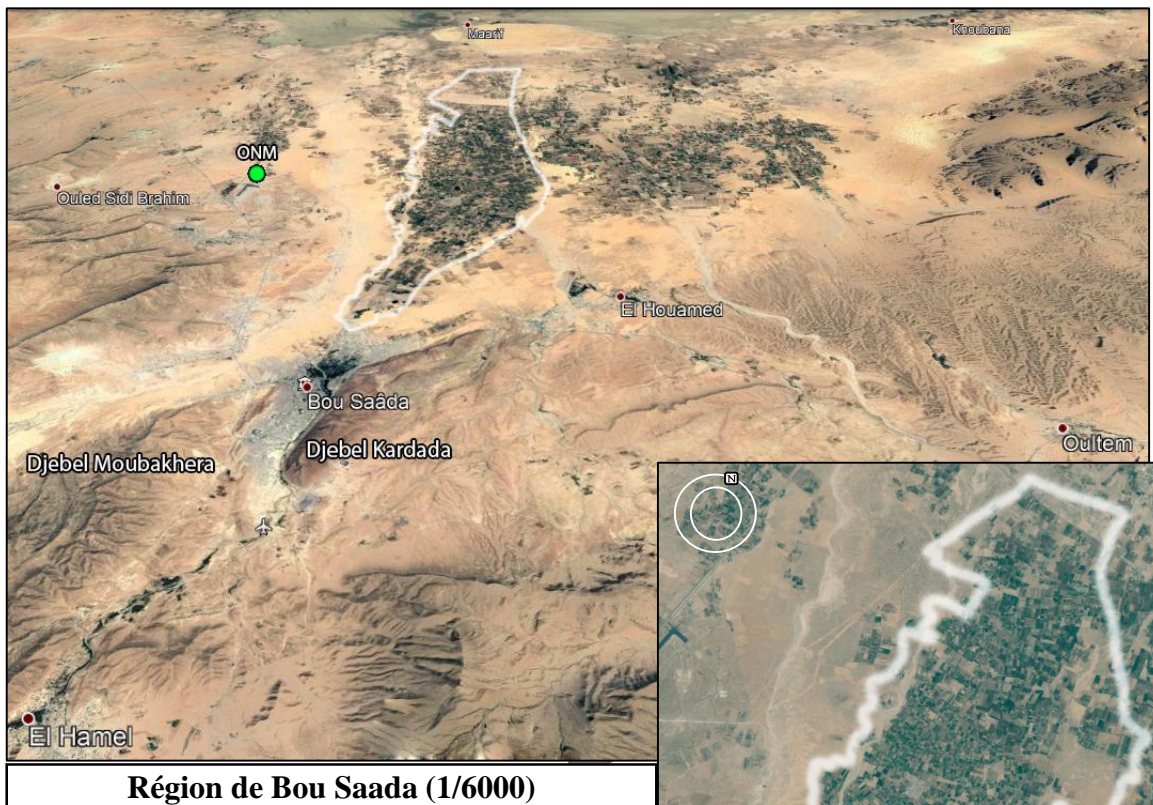 Maarif
Khoubana
ONM
Ouled Sidi Brahim
El Houamed
Bou Saâda
Oultem
Djebel Kardada
Djebel Moubakhera
N
El Hamel
Région de Bou Saada (1/6000)